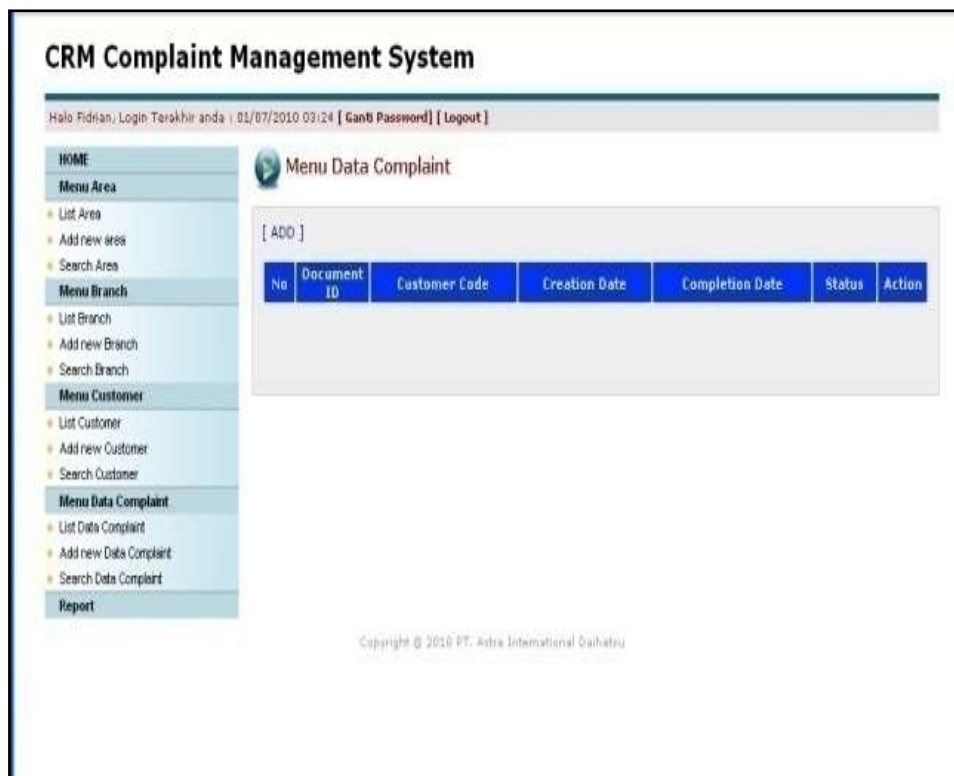 CRM Complaint Management System
Halo Fidrian, Login Terakhir anda : 01/07/2010 03:24 [ Ganti Password] [ Logout ]
HOME
Menu Area
List Area
Add new area
Search Area
Menu Branch
List Branch
Add new Branch
Search Branch
Menu Customer
List Customer
Add new Customer
Search Customer
Menu Data Complaint
List Data Complaint
Add new Data Complaint
Search Data Complaint
Report
Menu Data Complaint
[ ADD ]
No Document ID Customer Code Creation Date Completion Date Status Action
Copyright @ 2010 PT. Astra International Daihatsu